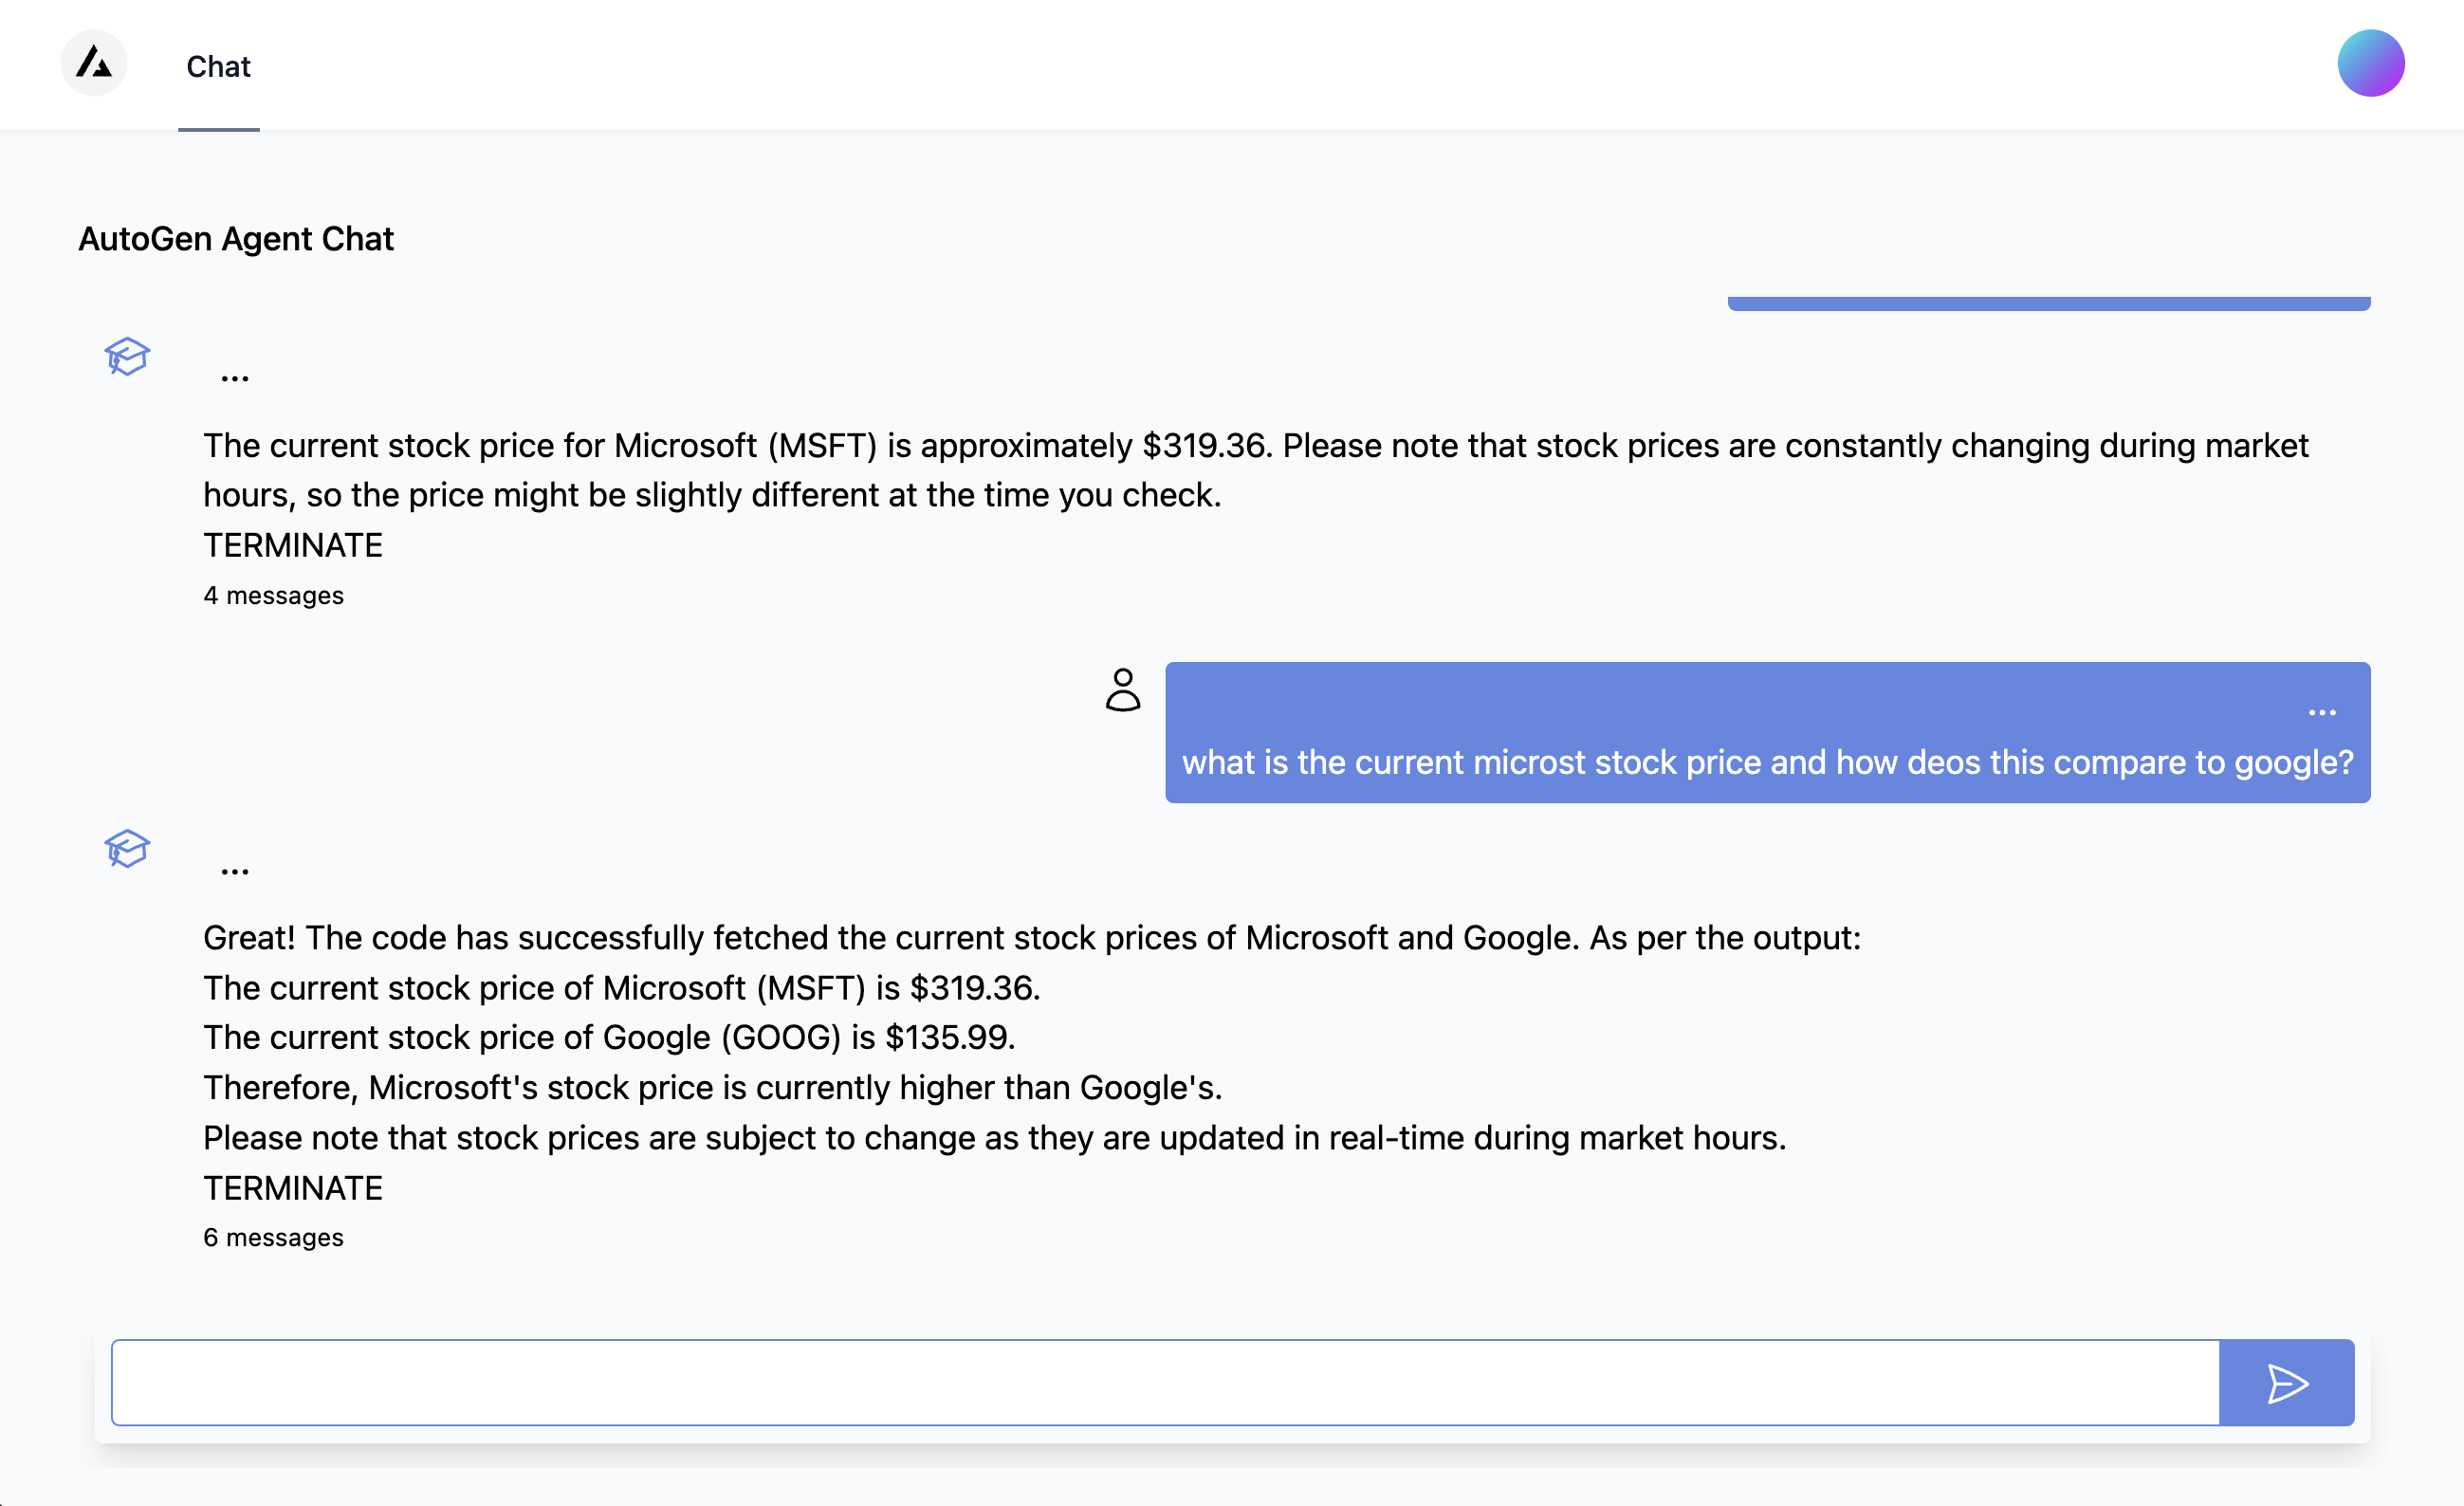 Chat
AutoGen Agent Chat
...
The current stock price for Microsoft (MSFT) is approximately $319.36. Please note that stock prices are constantly changing during market
hours, so the price might be slightly different at the time you check.
TERMINATE
4 messages
...
what is the current microst stock price and how deos this compare to google?
...
Great! The code has successfully fetched the current stock prices of Microsoft and Google. As per the output:
The current stock price of Microsoft (MSFT) is $319.36.
The current stock price of Google (GOOG) is $135.99.
Therefore, Microsoft's stock price is currently higher than Google's.
Please note that stock prices are subject to change as they are updated in real-time during market hours.
TERMINATE
6 messages